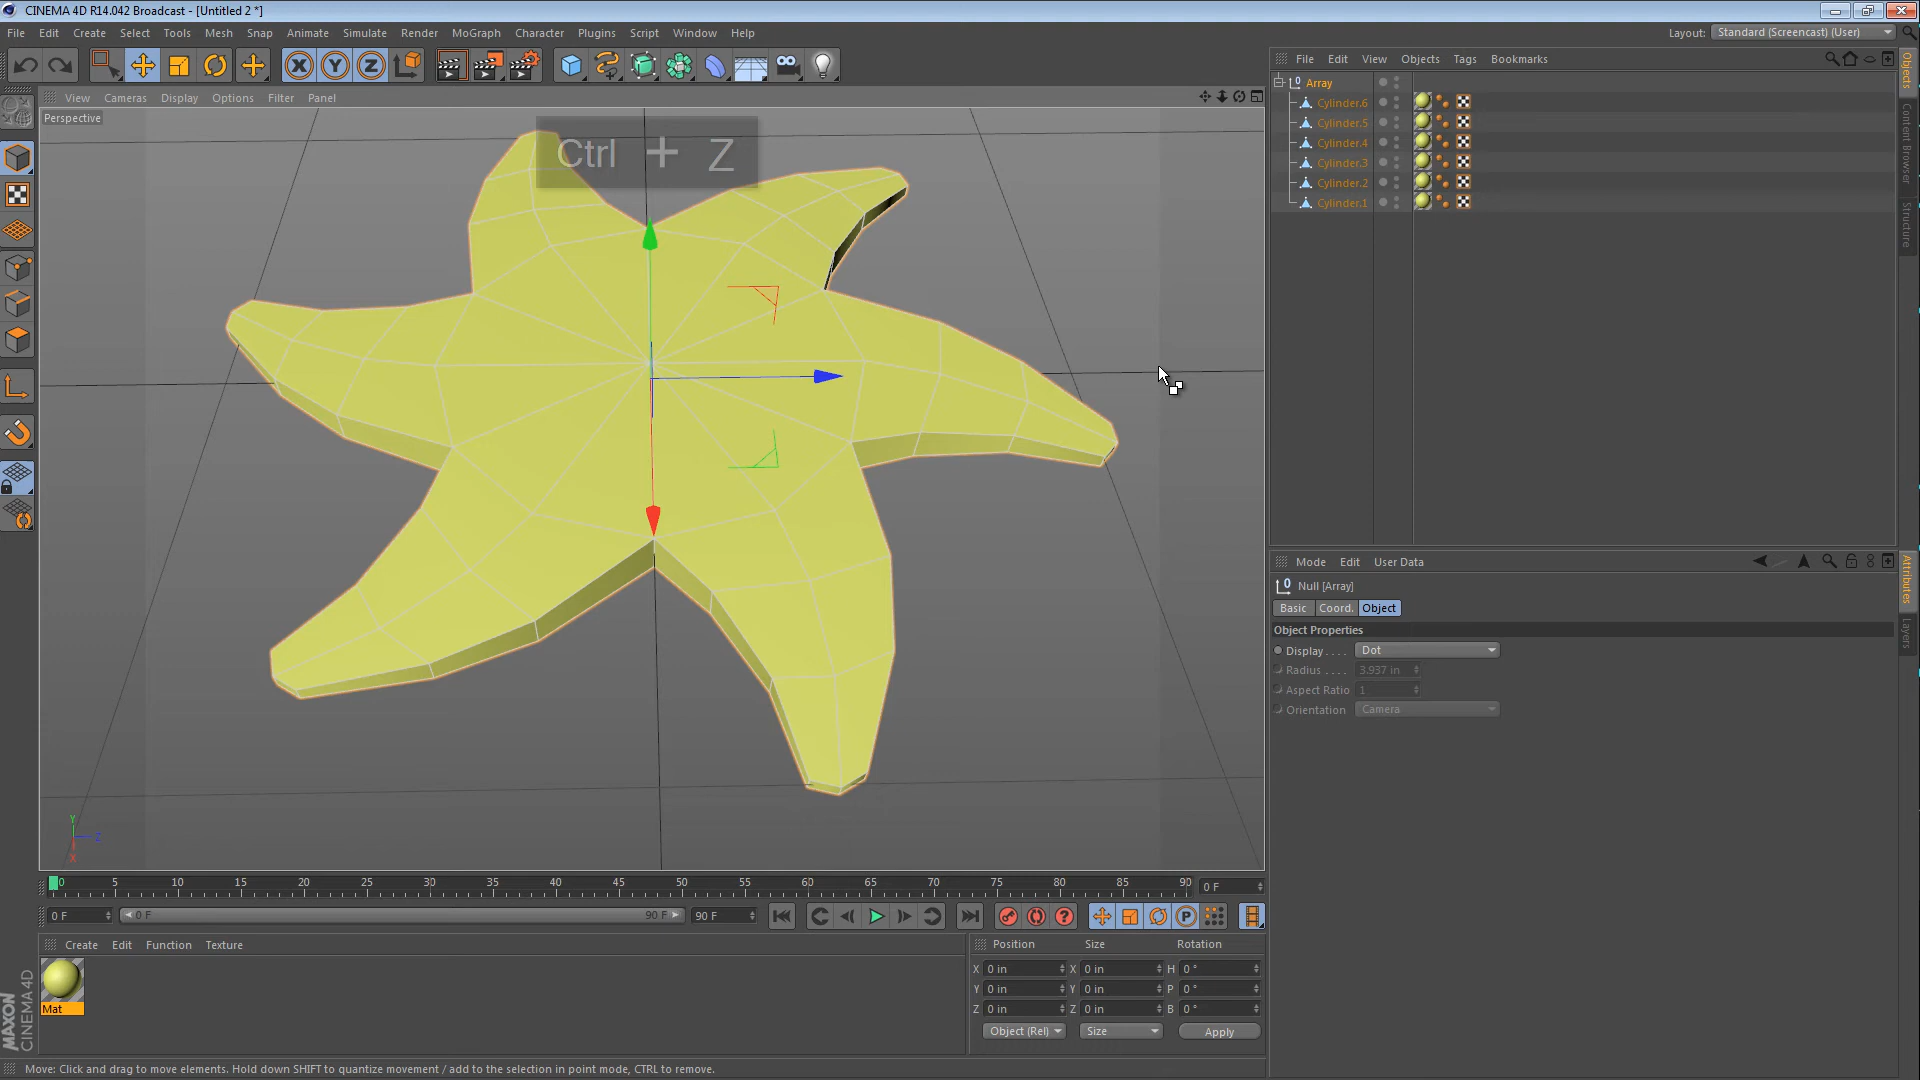 CINEMA 4D R14.042 Broadcast - [Untitled 2 *]
File Edit Create Select Tools Mesh Snap Animate Simulate Render MoGraph Character Plugins Script Window Help
Layout: Standard (Screencast) (User)
File Edit View Objects Tags Bookmarks
View Cameras Display Options Filter Panel
Perspective
Ctrl + Z
Array
Cylinder.6
Cylinder.5
Cylinder.4
Cylinder.3
Cylinder.2
Cylinder.1
Objects
Content Browser
Structure
Mode Edit User Data
Null [Array]
Basic Coord. Object
Object Properties
Display . . . . Dot
Radius . . . . 3.937 in
Aspect Ratio 1
Orientation Camera
Attributes
Layers
Y
Z
X
0 5 10 15 20 25 30 35 40 45 50 55 60 65 70 75 80 85 90 0 F
0 F 0 F 90 F 90 F
Create Edit Function Texture
Mat
Position Size Rotation
X 0 in X 0 in H 0 °
Y 0 in Y 0 in P 0 °
Z 0 in Z 0 in B 0 °
Object (Rel) Size Apply
MAXON
CINEMA 4D
Move: Click and drag to move elements. Hold down SHIFT to quantize movement / add to the selection in point mode, CTRL to remove.